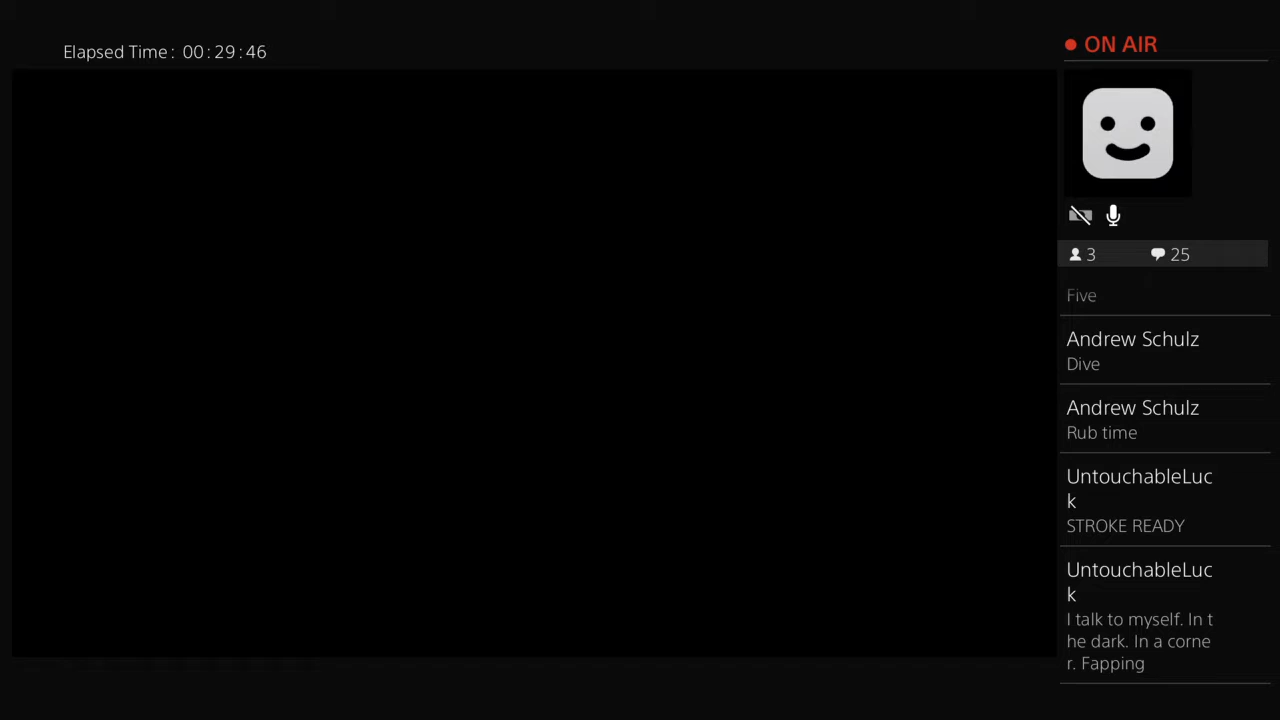 Elapsed Time: 00:29:46
ON AIR
3 25
Five
Andrew Schulz
Dive
Andrew Schulz
Rub time
UntouchableLuc
k
STROKE READY
UntouchableLuc
k
I talk to myself. In t
he dark. In a corne
r. Fapping